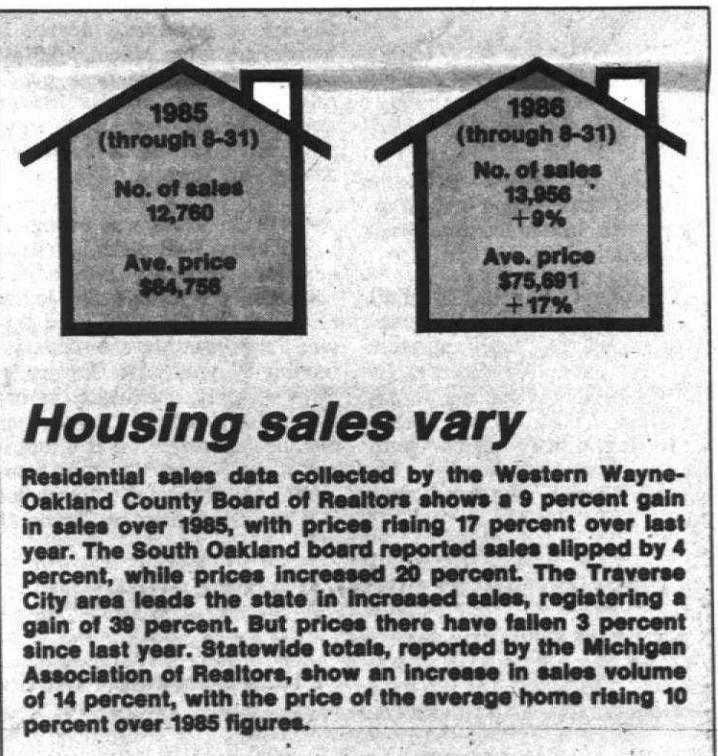 1985
(through 8-31)
No. of sales
12,760
Ave. price
$64,756
1986
(through 8-31)
No. of sales
13,956
+9%
Ave. price
$75,691
+17%
Housing sales vary
Residential sales data collected by the Western Wayne-
Oakland County Board of Realtors shows a 9 percent gain
in sales over 1985, with prices rising 17 percent over last
year. The South Oakland board reported sales slipped by 4
percent, while prices increased 20 percent. The Traverse
City area leads the state in increased sales, registering a
gain of 39 percent. But prices there have fallen 3 percent
since last year. Statewide totals, reported by the Michigan
Association of Realtors, show an increase in sales volume
of 14 percent, with the price of the average home rising 10
percent over 1985 figures.